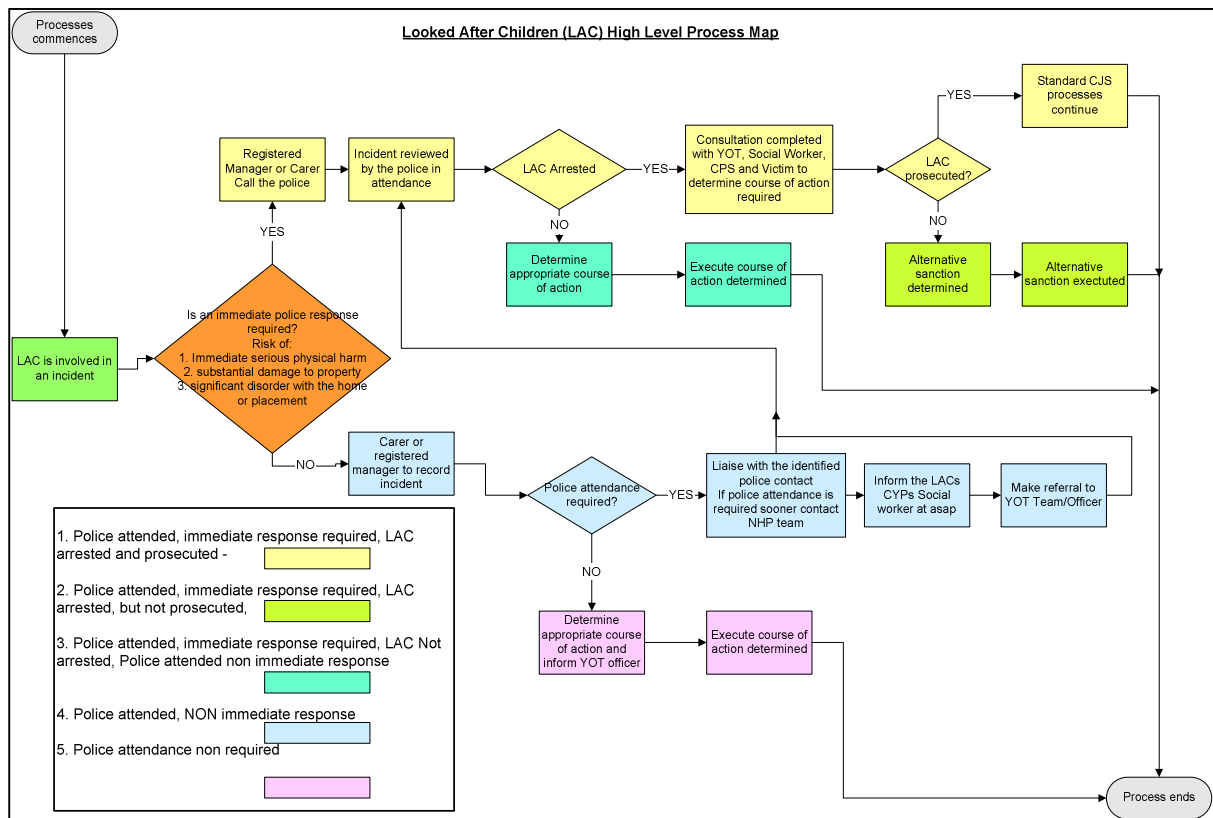 Processes
commences
Looked After Children (LAC) High Level Process Map
Standard CJS
processes
continue
YES
Registered
Manager or Carer
Call the police
Incident reviewed
by the police in
attendance
LAC Arrested
YES
Consultation completed
with YOT, Social Worker,
CPS and Victim to
determine course of action
required
LAC
prosecuted?
NO
NO
YES
Determine
appropriate course
of action
Execute course of
action determined
Alternative
sanction
determined
Alternative
sanction exectuted
Is an immediate police response
required?
Risk of:
1. Immediate serious physical harm
2. substantial damage to property
3. significant disorder with the home
or placement
LAC is involved in
an incident
NO
Carer or
registered
manager to record
incident
Police attendance
required?
YES
Liaise with the identified
police contact
If police attendance is
required sooner contact
NHP team
Inform the LACs
CYPs Social
worker at asap
Make referral to
YOT Team/Officer
NO
Determine
appropriate course
of action and
inform YOT officer
Execute course of
action determined
1. Police attended, immediate response required, LAC
arrested and prosecuted -
2. Police attended, immediate response required, LAC
arrested, but not prosecuted,
3. Police attended, immediate response required, LAC Not
arrested, Police attended non immediate response
4. Police attended, NON immediate response
5. Police attendance non required
Process ends